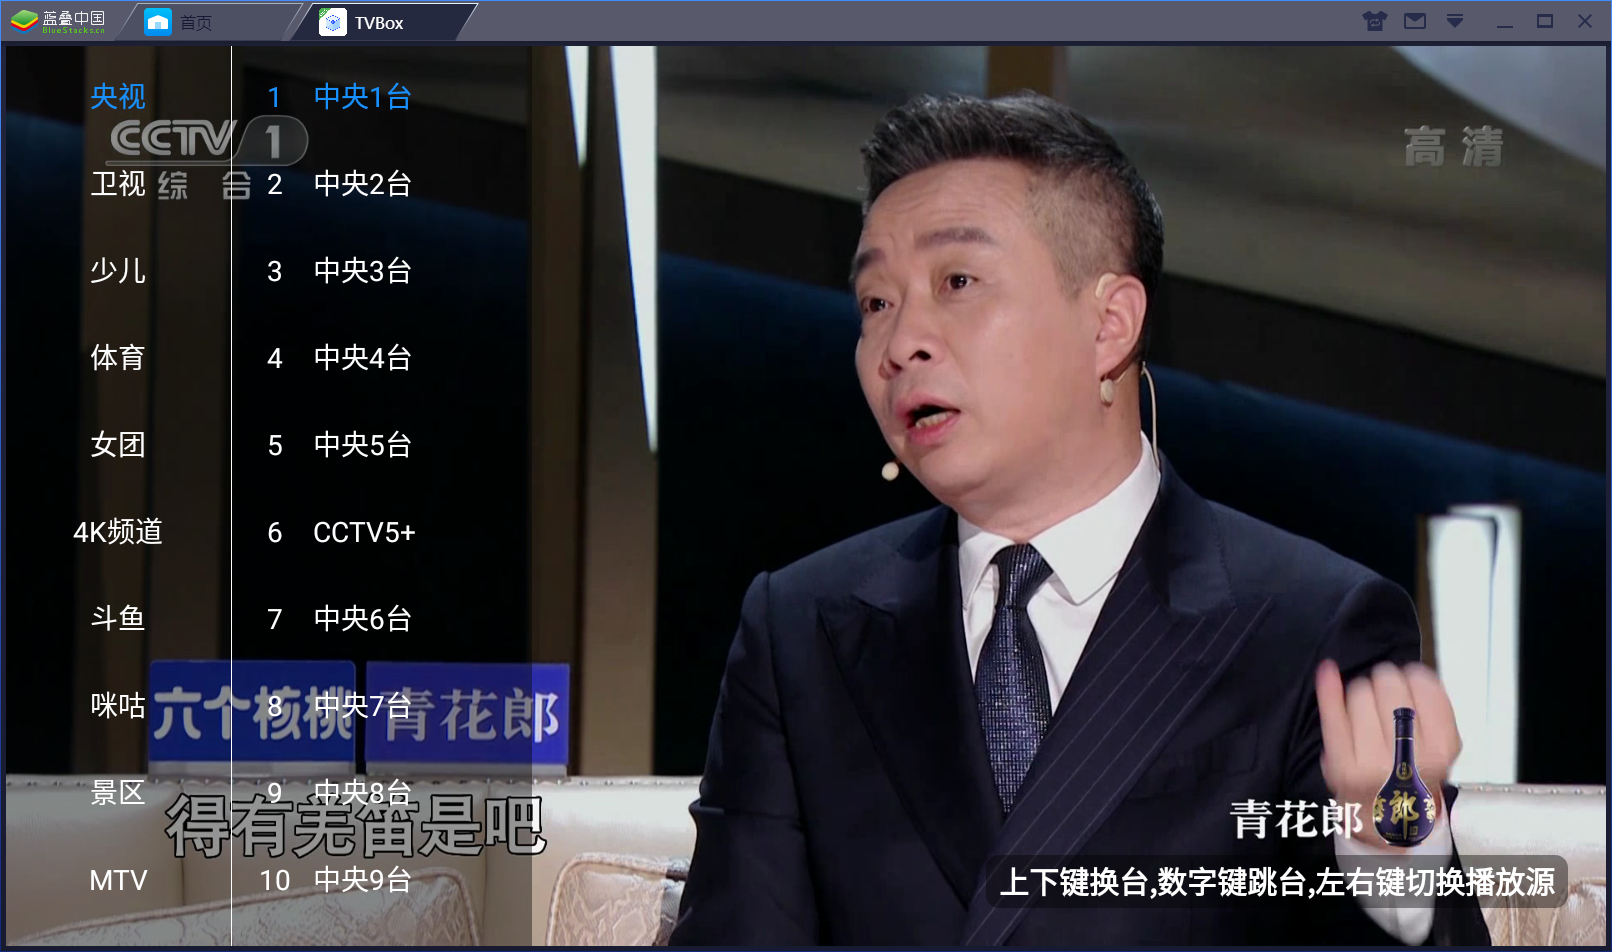 蓝叠中国
BlueStacks.cn
首页
TVBox
央视
1 中央1台
CCTV 1
综合
高清
卫视
2 中央2台
少儿
3 中央3台
体育
4 中央4台
女团
5 中央5台
4K频道
6 CCTV5+
斗鱼
7 中央6台
咪咕
8 中央7台
六个核桃
青花郎
景区
9 中央8台
得有羌笛是吧
青花郎
郎
MTV
10 中央9台
上下键换台,数字键跳台,左右键切换播放源